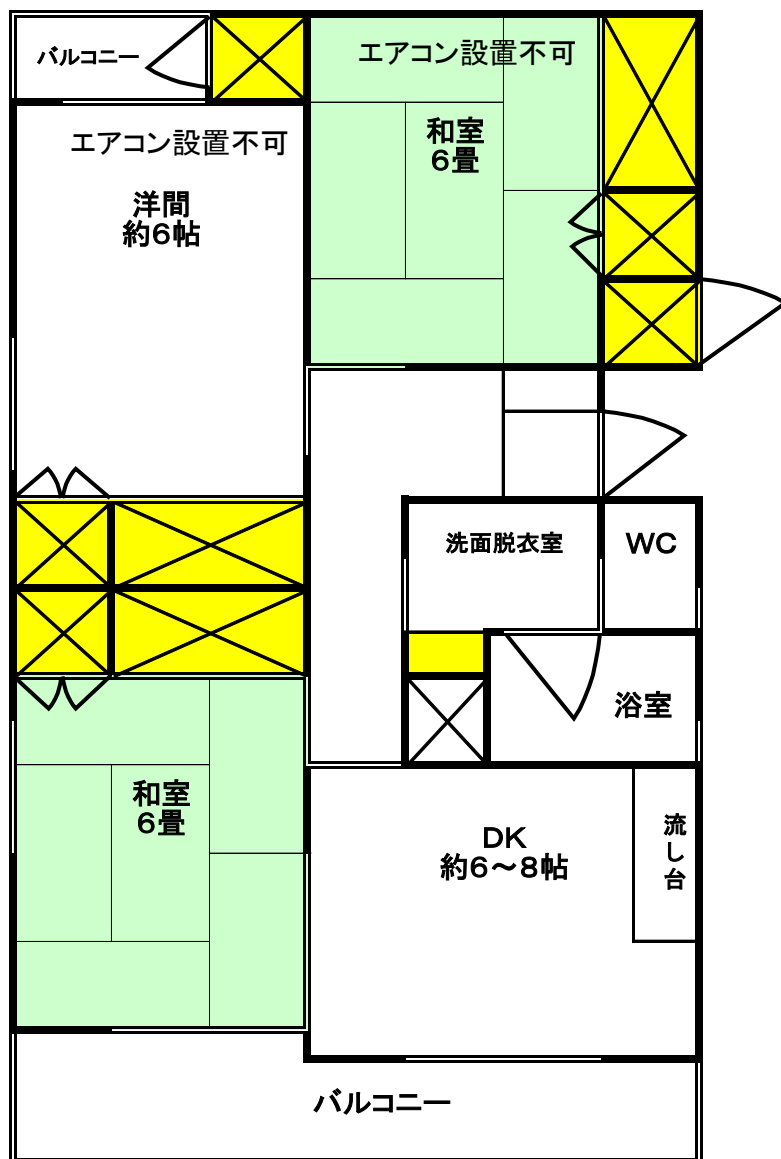 バルコニー
エアコン設置不可
エアコン設置不可
和室
6畳
洋間
約6帖
洗面脱衣室
WC
浴室
和室
6畳
DK
約6～8帖
流し台
バルコニー